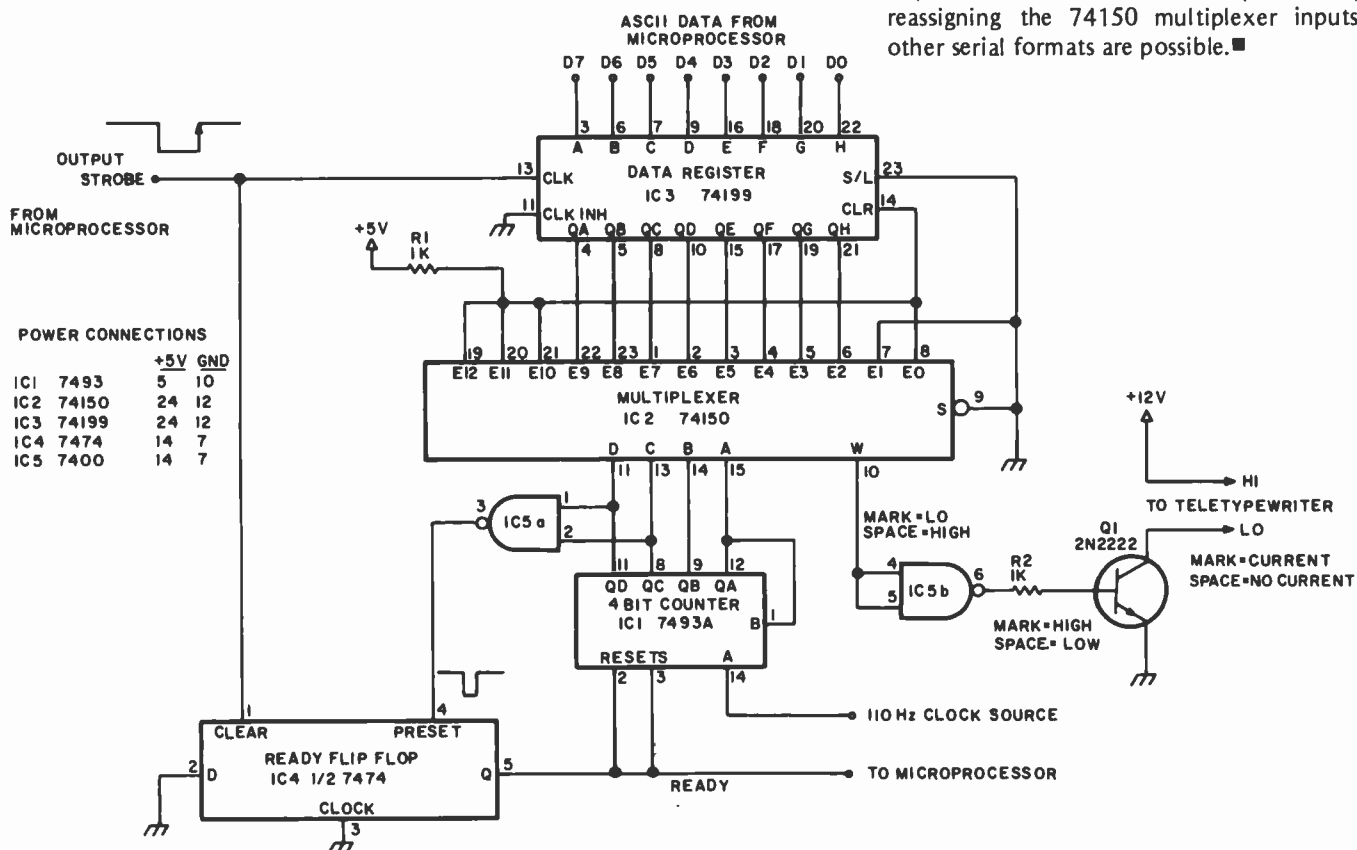 reassigning the 74150 multiplexer inputs
other serial formats are possible.■
ASCII DATA FROM
MICROPROCESSOR
D7 D6 D5 D4 D3 D2 D1 D0
3 6 7 9 16 18 20 22
A B C D E F G H
OUTPUT
STROBE
FROM
MICROPROCESSOR
13 CLK
DATA REGISTER
IC3 74199
S/L 23
CLR 14
11 CLK INH
QA QB QC QD QE QF QG QH
4 5 8 10 15 17 19 21
+5V
R1
1K
POWER CONNECTIONS
+5V GND
IC1 7493 5 10
IC2 74150 24 12
IC3 74199 24 12
IC4 7474 14 7
IC5 7400 14 7
19 20 21 22 23 1 2 3 4 5 6 7 8
E12 E11 E10 E9 E8 E7 E6 E5 E4 E3 E2 E1 E0
MULTIPLEXER
IC2 74150
S 9
D C B A W
11 13 14 15 10
+12V
HI
TO TELETYPEWRITER
LO
MARK=CURRENT
SPACE=NO CURRENT
Q1
2N2222
3 IC5a 1
2
MARK=LO
SPACE=HIGH
4
5
IC5b 6
R2
1K
MARK=HIGH
SPACE=LOW
11 8 9 12
QD QC QB QA
4 BIT COUNTER
IC1 7493A
B 1
RESETS A
2 3 14
110 Hz CLOCK SOURCE
1 4
CLEAR PRESET
READY FLIP FLOP
IC4 1/2 7474
2 D
Q 5
CLOCK
3
READY
TO MICROPROCESSOR